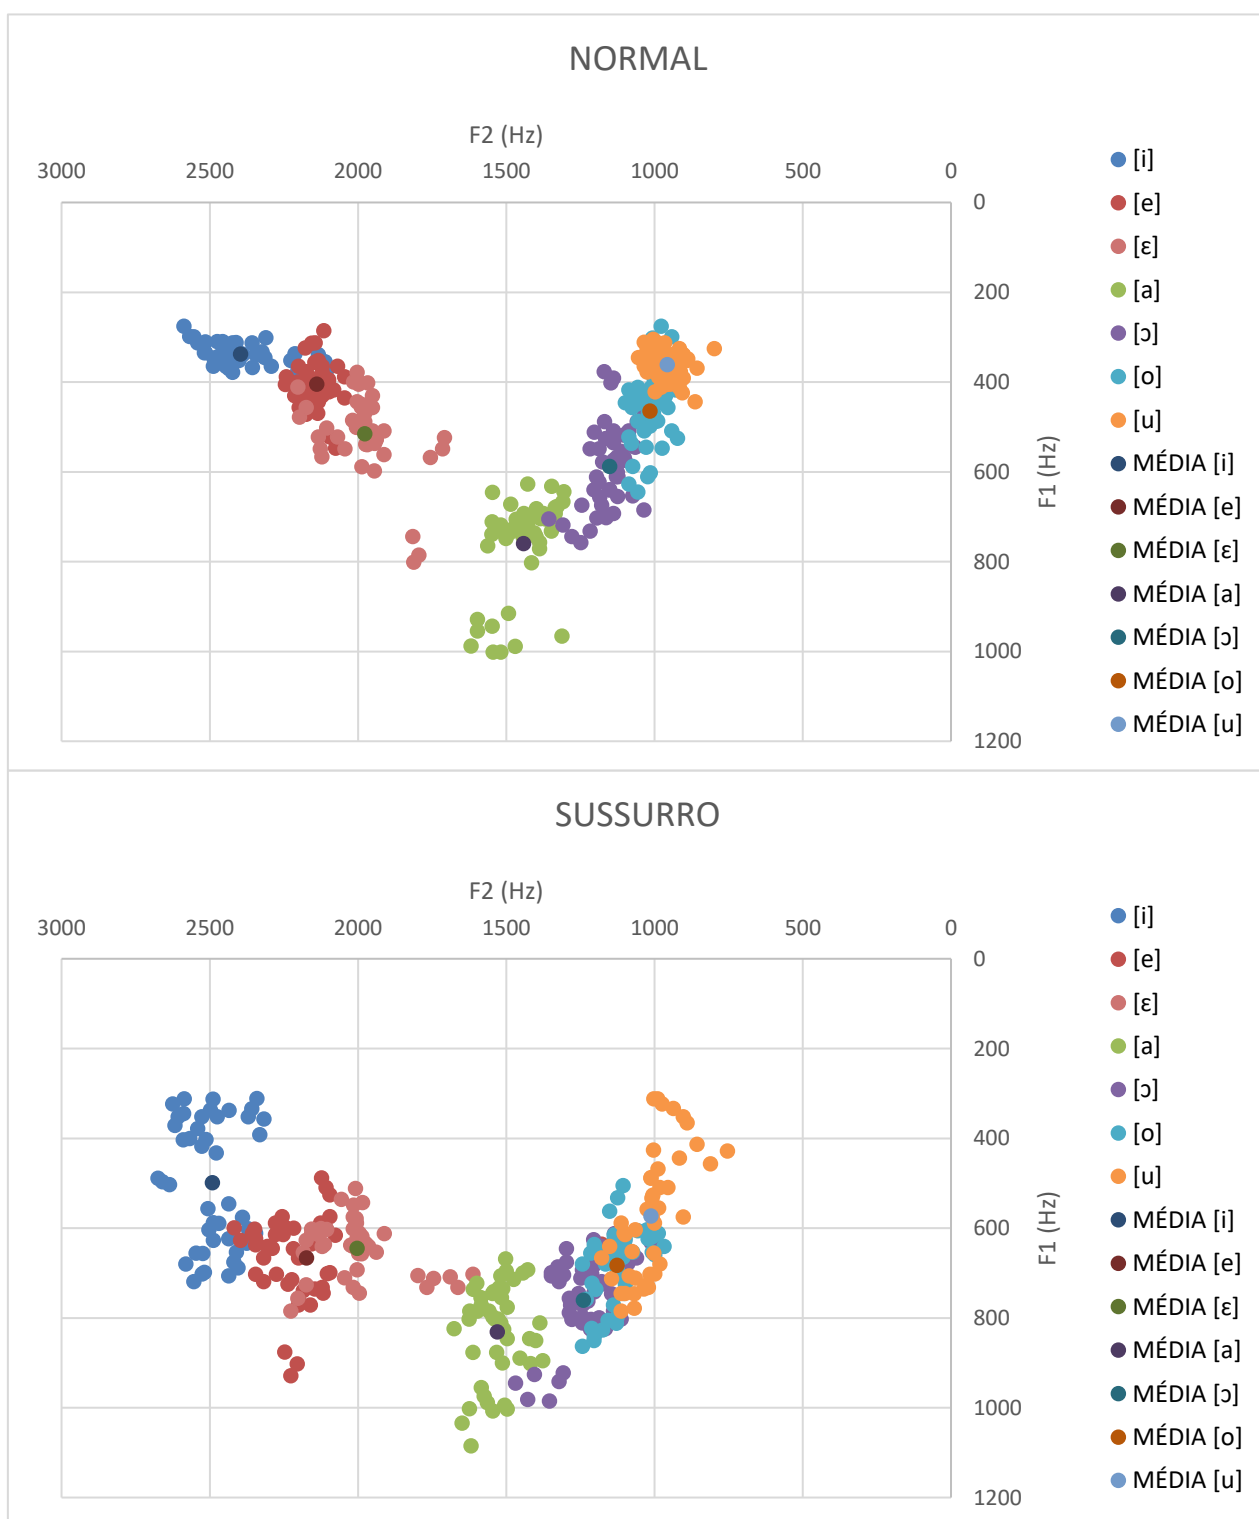 NORMAL
F2 (Hz)
3000 2500 2000 1500 1000 500 0
0
200
400
600
800
1000
1200
F1 (Hz)
[i]
[e]
[ɛ]
[a]
[ɔ]
[o]
[u]
MÉDIA [i]
MÉDIA [e]
MÉDIA [ɛ]
MÉDIA [a]
MÉDIA [ɔ]
MÉDIA [o]
MÉDIA [u]
SUSSURRO
F2 (Hz)
3000 2500 2000 1500 1000 500 0
0
200
400
600
800
1000
1200
F1 (Hz)
[i]
[e]
[ɛ]
[a]
[ɔ]
[o]
[u]
MÉDIA [i]
MÉDIA [e]
MÉDIA [ɛ]
MÉDIA [a]
MÉDIA [ɔ]
MÉDIA [o]
MÉDIA [u]